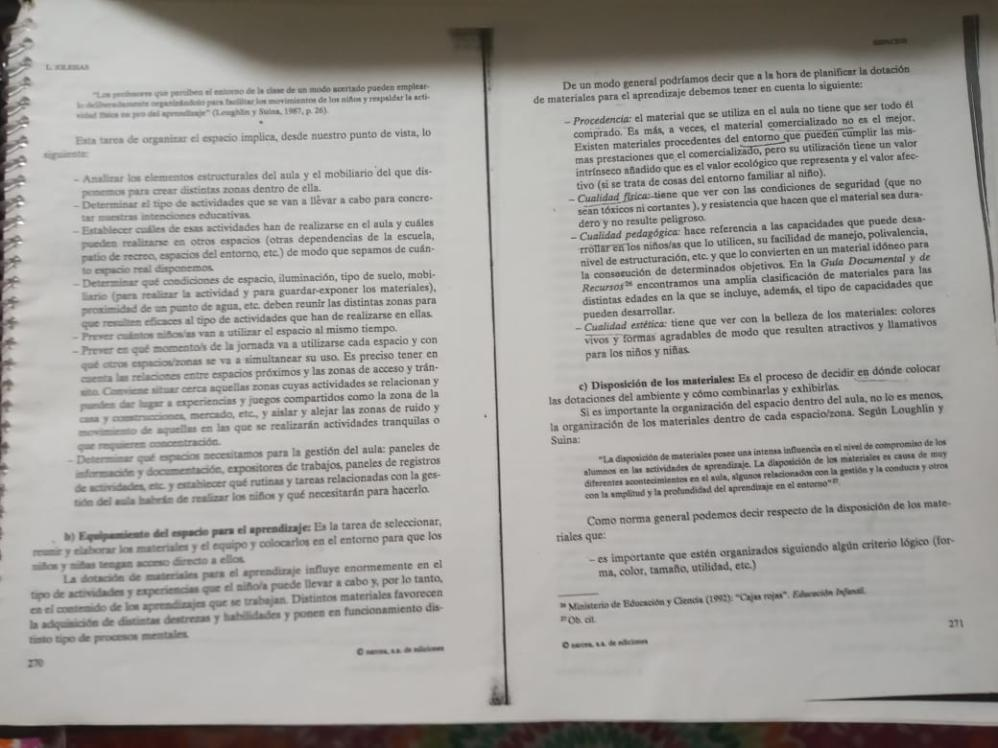 L. IGLESIAS
"Los profesores que perciben el entorno de la clase de un modo acertado pueden emplear-
lo deliberadamente organizándolo para facilitar los movimientos de los niños y respaldar la acti-
vidad física en pro del aprendizaje" (Loughlin y Suina, 1987, p. 26).
Esta tarea de organizar el espacio implica, desde nuestro punto de vista, lo
siguiente:
– Analizar los elementos estructurales del aula y el mobiliario del que dis-
ponemos para crear distintas zonas dentro de ella.
– Determinar el tipo de actividades que se van a llevar a cabo para concre-
tar nuestras intenciones educativas.
– Establecer cuáles de esas actividades han de realizarse en el aula y cuáles
pueden realizarse en otros espacios (otras dependencias de la escuela,
patio de recreo, espacios del entorno, etc.) de modo que sepamos de cuán-
to espacio real disponemos.
– Determinar qué condiciones de espacio, iluminación, tipo de suelo, mobi-
liario (para realizar la actividad y para guardar-exponer los materiales),
proximidad de un punto de agua, etc. deben reunir las distintas zonas para
que resulten eficaces al tipo de actividades que han de realizarse en ellas.
– Prever cuántos niños/as van a utilizar el espacio al mismo tiempo.
– Prever en qué momento/s de la jornada va a utilizarse cada espacio y con
qué otros espacios/zonas se va a simultanear su uso. Es preciso tener en
cuenta las relaciones entre espacios próximos y las zonas de acceso y trán-
sito. Conviene situar cerca aquellas zonas cuyas actividades se relacionan y
pueden dar lugar a experiencias y juegos compartidos como la zona de la
casa y construcciones, mercado, etc., y aislar y alejar las zonas de ruido y
movimiento de aquellas en las que se realizarán actividades tranquilas o
que requieren concentración.
– Determinar qué espacios necesitamos para la gestión del aula: paneles de
información y documentación, expositores de trabajos, paneles de registros
de actividades, etc. y establecer qué rutinas y tareas relacionadas con la ges-
tión del aula habrán de realizar los niños y qué necesitarán para hacerlo.
b) Equipamiento del espacio para el aprendizaje: Es la tarea de seleccionar,
reunir y elaborar los materiales y el equipo y colocarlos en el entorno para que los
niños y niñas tengan acceso directo a ellos.
La dotación de materiales para el aprendizaje influye enormemente en el
tipo de actividades y experiencias que el niño/a puede llevar a cabo y, por lo tanto,
en el contenido de los aprendizajes que se trabajan. Distintos materiales favorecen
la adquisición de distintas destrezas y habilidades y ponen en funcionamiento dis-
tinto tipo de procesos mentales.
270
© narcea, s.a. de ediciones
ESPACIOS
De un modo general podríamos decir que a la hora de planificar la dotación
de materiales para el aprendizaje debemos tener en cuenta lo siguiente:
– Procedencia: el material que se utiliza en el aula no tiene que ser todo él
comprado. Es más, a veces, el material comercializado no es el mejor.
Existen materiales procedentes del entorno que pueden cumplir las mis-
mas prestaciones que el comercializado, pero su utilización tiene un valor
intrínseco añadido que es el valor ecológico que representa y el valor afec-
tivo (si se trata de cosas del entorno familiar al niño).
– Cualidad física: tiene que ver con las condiciones de seguridad (que no
sean tóxicos ni cortantes ), y resistencia que hacen que el material sea dura-
dero y no resulte peligroso.
– Cualidad pedagógica: hace referencia a las capacidades que puede desa-
rrollar en los niños/as que lo utilicen, su facilidad de manejo, polivalencia,
nivel de estructuración, etc. y que lo convierten en un material idóneo para
la consecución de determinados objetivos. En la Guía Documental y de
Recursos²⁶ encontramos una amplia clasificación de materiales para las
distintas edades en la que se incluye, además, el tipo de capacidades que
pueden desarrollar.
– Cualidad estética: tiene que ver con la belleza de los materiales: colores
vivos y formas agradables de modo que resulten atractivos y llamativos
para los niños y niñas.
c) Disposición de los materiales: Es el proceso de decidir en dónde colocar
las dotaciones del ambiente y cómo combinarlas y exhibirlas.
Si es importante la organización del espacio dentro del aula, no lo es menos,
la organización de los materiales dentro de cada espacio/zona. Según Loughlin y
Suina:
"La disposición de materiales posee una intensa influencia en el nivel de compromiso de los
alumnos en las actividades de aprendizaje. La disposición de los materiales es causa de muy
diferentes acontecimientos en el aula, algunos relacionados con la gestión y la conducta y otros
con la amplitud y la profundidad del aprendizaje en el entorno"²⁷.
Como norma general podemos decir respecto de la disposición de los mate-
riales que:
– es importante que estén organizados siguiendo algún criterio lógico (for-
ma, color, tamaño, utilidad, etc.)
²⁶ Ministerio de Educación y Ciencia (1992): "Cajas rojas". Educación Infantil.
²⁷ Ob. cit.
© narcea, s.a. de ediciones
271